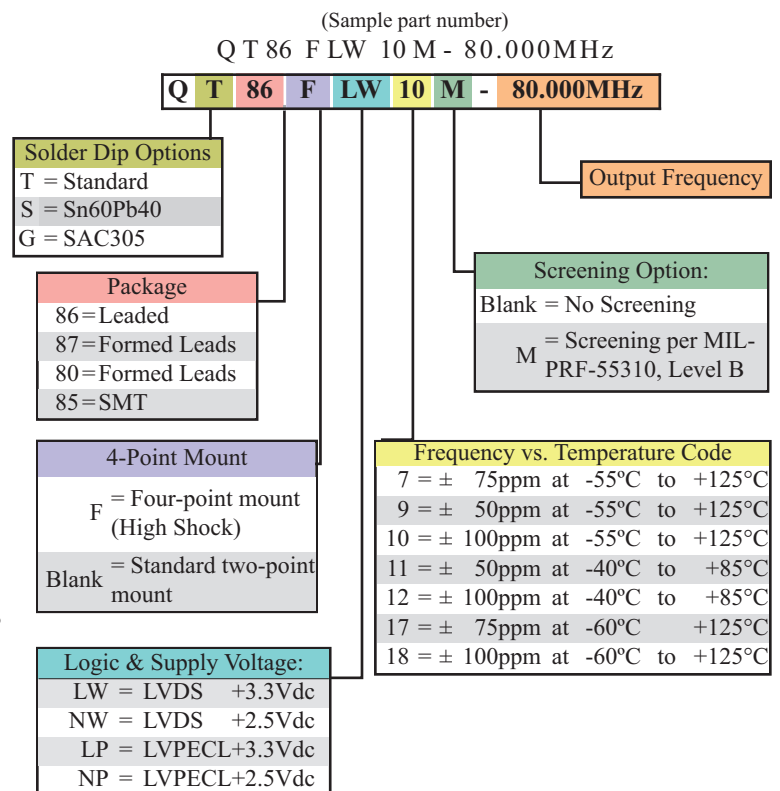 (Sample part number)
Q T 86 F LW 10 M - 80.000MHz
Q T 86 F LW 10 M - 80.000MHz
Solder Dip Options
T = Standard
S = Sn60Pb40
G = SAC305
Output Frequency
Package
86=Leaded
87=Formed Leads
80=Formed Leads
85=SMT
Screening Option:
Blank = No Screening
M = Screening per MIL-
PRF-55310, Level B
4-Point Mount
F = Four-point mount
(High Shock)
Blank = Standard two-point
mount
Frequency vs. Temperature Code
7 = ± 75ppm at -55ºC to +125°C
9 = ± 50ppm at -55ºC to +125°C
10 = ± 100ppm at -55ºC to +125°C
11 = ± 50ppm at -40ºC to +85°C
12 = ± 100ppm at -40ºC to +85°C
17 = ± 75ppm at -60ºC +125°C
18 = ± 100ppm at -60ºC to +125°C
Logic & Supply Voltage:
LW = LVDS +3.3Vdc
NW = LVDS +2.5Vdc
LP = LVPECL+3.3Vdc
NP = LVPECL+2.5Vdc